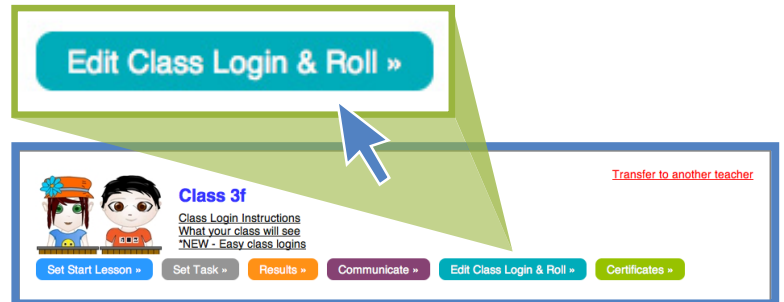 Edit Class Login & Roll »
Transfer to another teacher
Class 3f
Class Login Instructions
What your class will see
*NEW - Easy class logins
Set Start Lesson »
Set Task »
Results »
Communicate »
Edit Class Login & Roll »
Certificates »